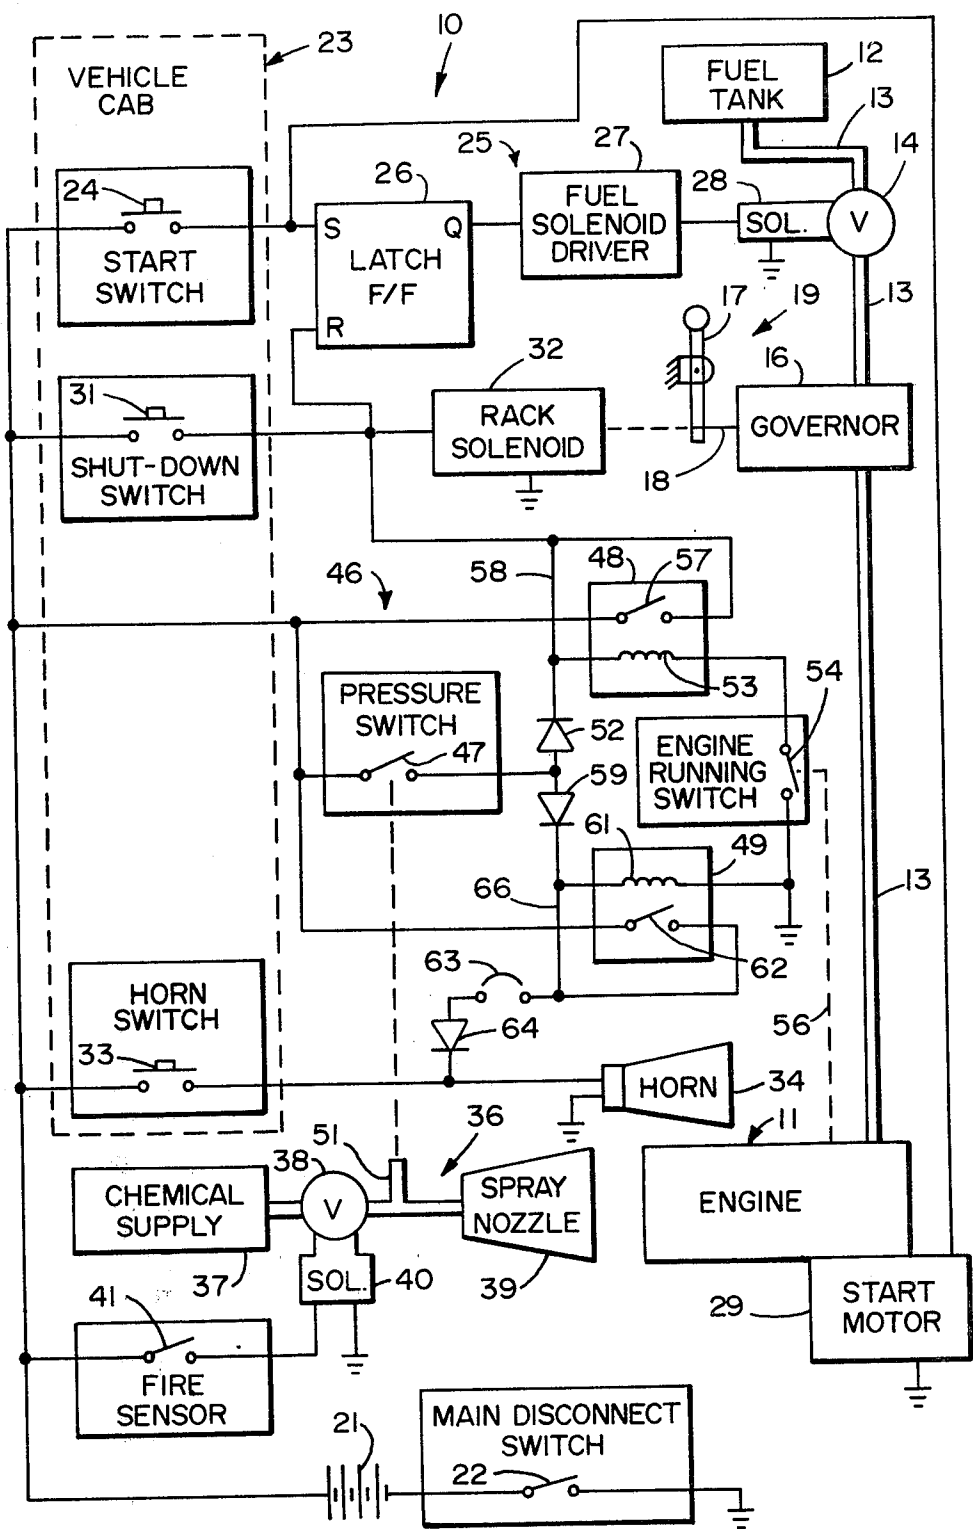 10
23
VEHICLE
CAB
FUEL
TANK
12
13
14
24
START
SWITCH
26
S Q
LATCH
F/F
R
25
27
FUEL
SOLENOID
DRIVER
28
SOL.
V
13
31
SHUT-DOWN
SWITCH
32
RACK
SOLENOID
17
19
16
GOVERNOR
18
46
58
48
57
53
PRESSURE
SWITCH
47
52
59
54
ENGINE
RUNNING
SWITCH
61
49
66
62
13
63
64
56
HORN
SWITCH
33
HORN
34
51
36
11
CHEMICAL
SUPPLY
37
38
V
SOL.
40
SPRAY
NOZZLE
39
ENGINE
29
START
MOTOR
41
FIRE
SENSOR
21
MAIN DISCONNECT
SWITCH
22